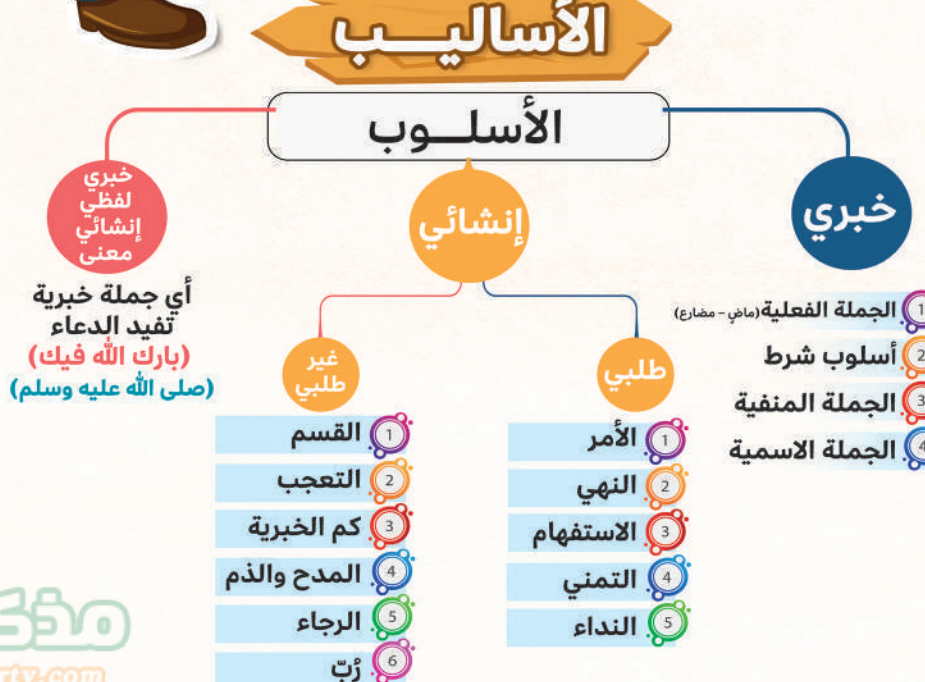 الأساليـــب
الأسلـــوب
خبري
1 الجملة الفعلية (ماضٍ - مضارع)
2 أسلوب شرط
3 الجملة المنفية
4 الجملة الاسمية
إنشائي
طلبي
1 الأمر
2 النهي
3 الاستفهام
4 التمني
5 النداء
غير
طلبي
1 القسم
2 التعجب
3 كم الخبرية
4 المدح والذم
5 الرجاء
6 رُبّ
خبري
لفظي
إنشائي
معنى
أي جملة خبرية
تفيد الدعاء
(بارك الله فيك)
(صلى الله عليه وسلم)